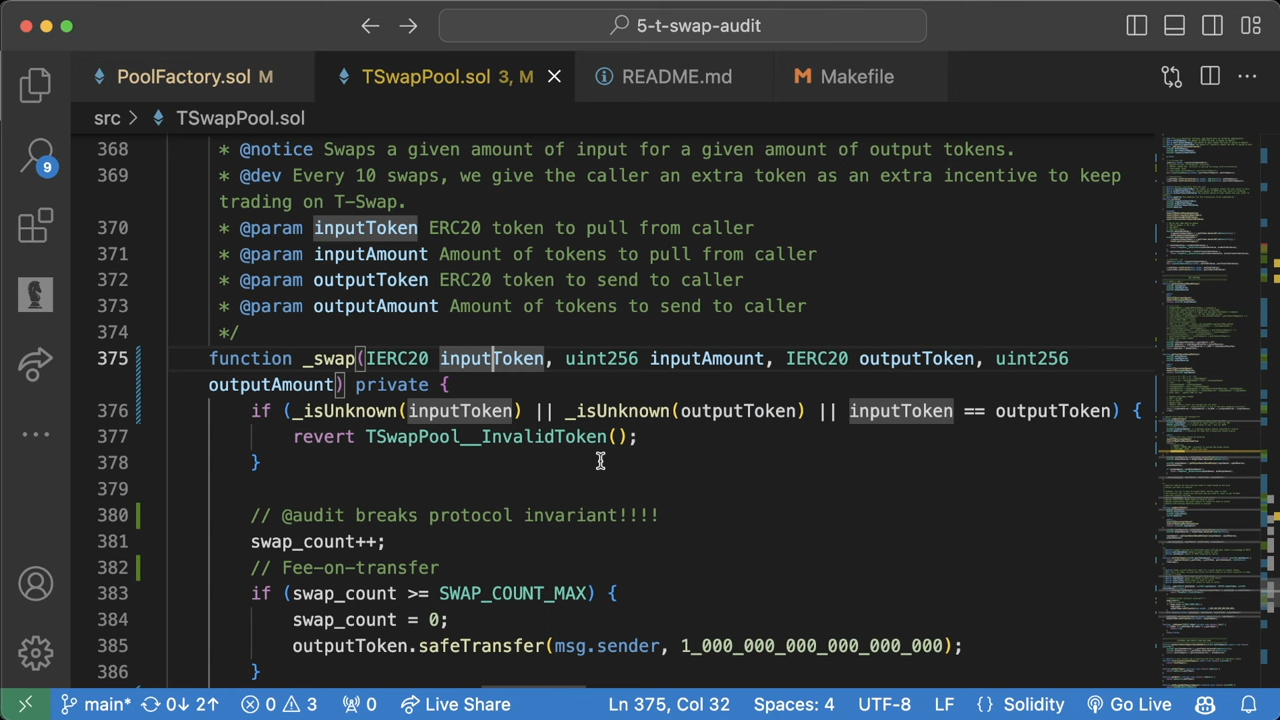 5-t-swap-audit
PoolFactory.sol M
TSwapPool.sol 3, M
README.md
Makefile
src > TSwapPool.sol
368 * @notice Swaps a given amount of input for a given amount of output tokens.
369 * @dev Every 10 swaps, we give the caller an extra token as an extra incentive to keep
trading on T-Swap.
370 * @param inputToken ERC20 token to pull from caller
371 * @param inputAmount Amount of tokens to pull from caller
372 * @param outputToken ERC20 token to send to caller
373 * @param outputAmount Amount of tokens to send to caller
374 */
375 function _swap(IERC20 inputToken, uint256 inputAmount, IERC20 outputToken, uint256
outputAmount) private {
376 if (_isUnknown(inputToken) || _isUnknown(outputToken) || inputToken == outputToken) {
377 revert TSwapPool__InvalidToken();
378 }
379
380 // @audit breaks protocol invariant!!!!
381 swap_count++;
382 // Fee-on-transfer
383 if (swap_count >= SWAP_COUNT_MAX) {
384 swap_count = 0;
385 outputToken.safeTransfer(msg.sender, 1_000_000_000_000_000_000);
386 }
9
main* 0↓ 21↑ 0 3 0 Live Share Ln 375, Col 32 Spaces: 4 UTF-8 LF {} Solidity Go Live